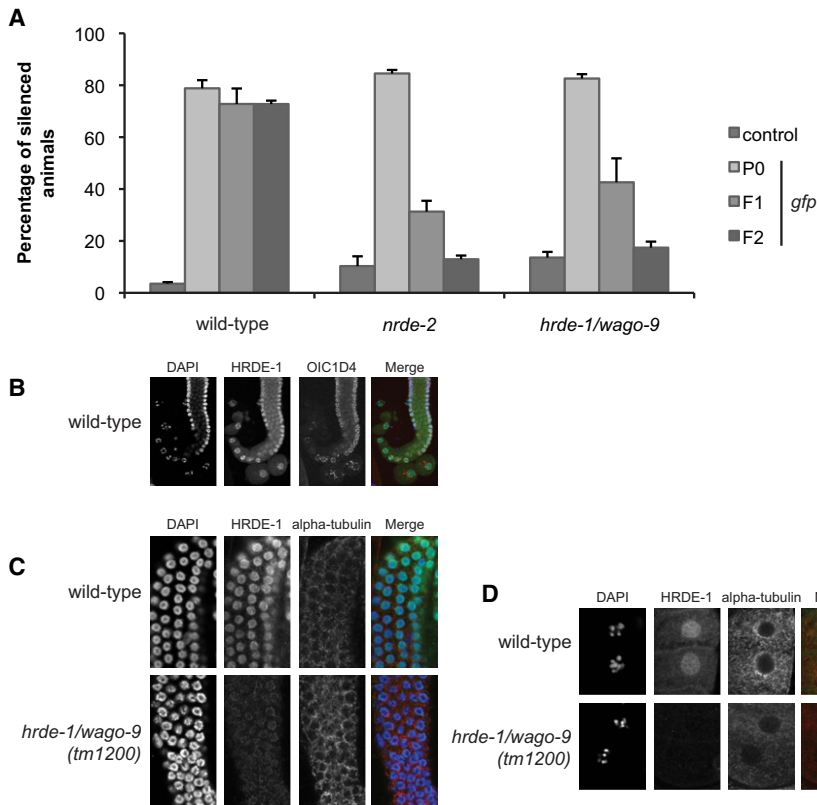 A
Percentage of silenced
animals
100
80
60
40
20
0
wild-type
nrde-2
hrde-1/wago-9
control
P0
F1
F2
gfp
B
DAPI HRDE-1 OIC1D4 Merge
wild-type
C
DAPI HRDE-1 alpha-tubulin Merge
wild-type
hrde-1/wago-9
(tm1200)
D
DAPI HRDE-1 alpha-tubulin
wild-type
hrde-1/wago-9
(tm1200)